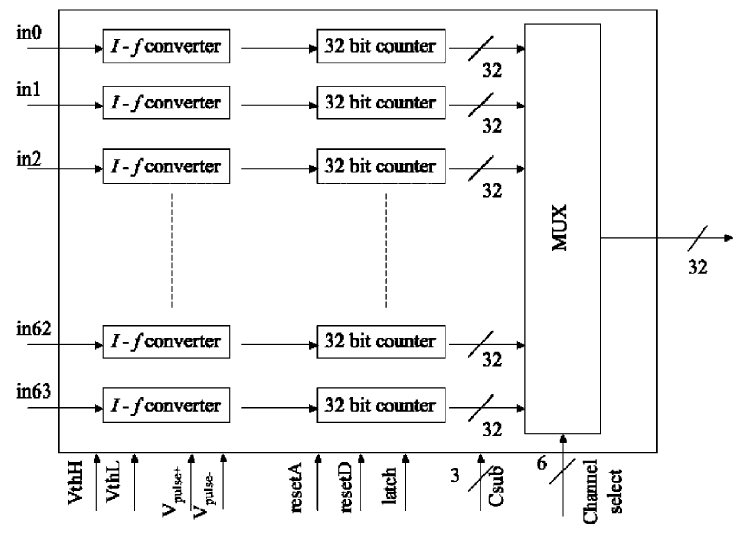 in0 I - f converter 32 bit counter 32
in1 I - f converter 32 bit counter 32
in2 I - f converter 32 bit counter 32
MUX
32
in62 I - f converter 32 bit counter 32
in63 I - f converter 32 bit counter 32
VthH
VthL
Vpulse+
Vpulse-
resetA
resetD
latch
3
Csub
6
Channel
select